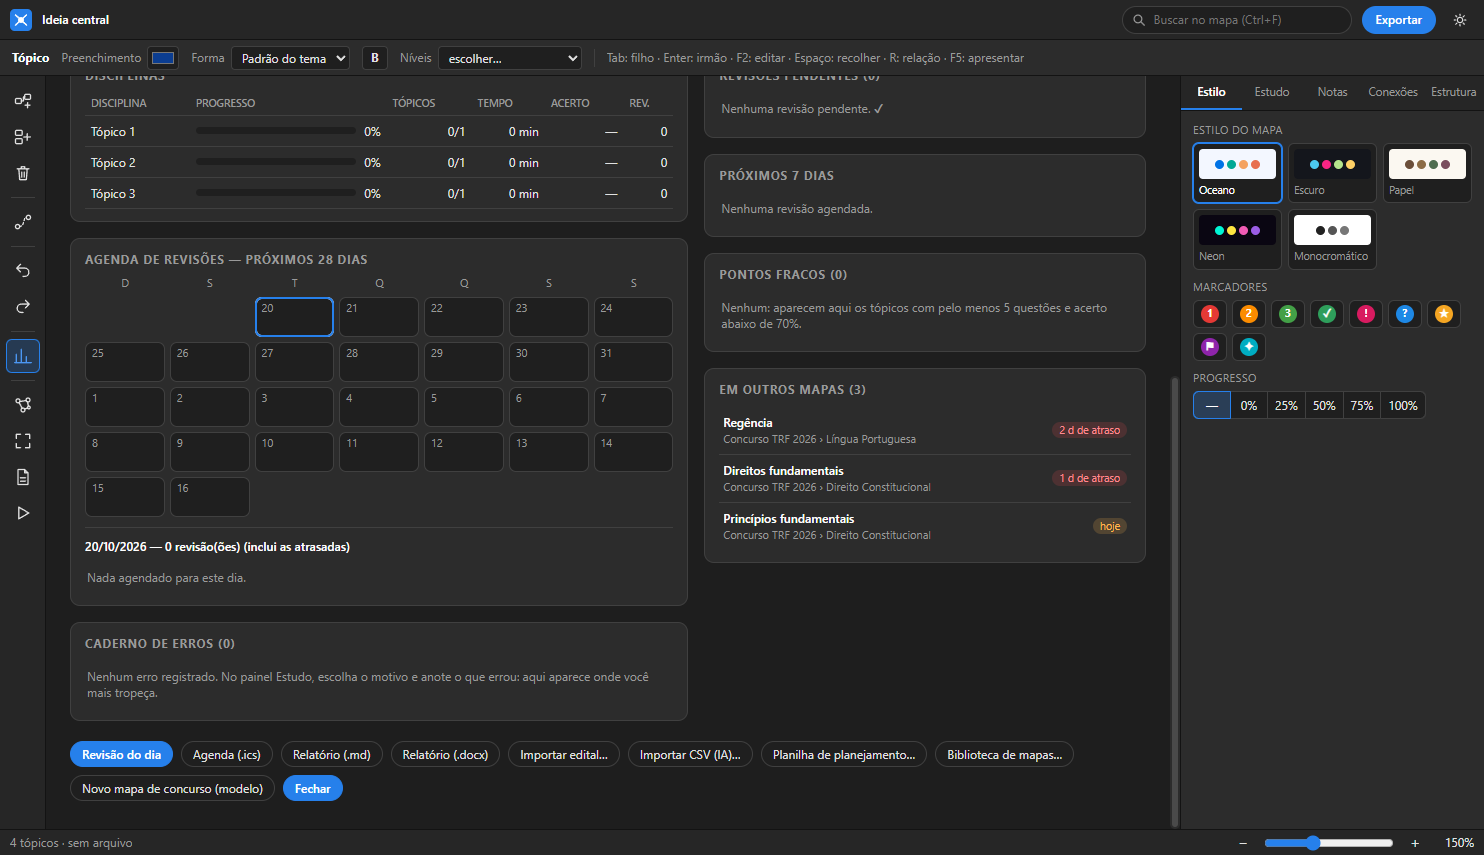 Ideia central
Buscar no mapa (Ctrl+F)
Exportar
Tópico
Preenchimento
Forma
Padrão do tema
B
Níveis
escolher...
Tab: filho · Enter: irmão · F2: editar · Espaço: recolher · R: relação · F5: apresentar
DISCIPLINAS
DISCIPLINA PROGRESSO TÓPICOS TEMPO ACERTO REV.
Tópico 1 0% 0/1 0 min — 0
Tópico 2 0% 0/1 0 min — 0
Tópico 3 0% 0/1 0 min — 0
AGENDA DE REVISÕES — PRÓXIMOS 28 DIAS
D S T Q Q S S
20 21 22 23 24
25 26 27 28 29 30 31
1 2 3 4 5 6 7
8 9 10 11 12 13 14
15 16
20/10/2026 — 0 revisão(ões) (inclui as atrasadas)
Nada agendado para este dia.
CADERNO DE ERROS (0)
Nenhum erro registrado. No painel Estudo, escolha o motivo e anote o que errou: aqui aparece onde você
mais tropeça.
REVISÕES PENDENTES (0)
Nenhuma revisão pendente. ✓
PRÓXIMOS 7 DIAS
Nenhuma revisão agendada.
PONTOS FRACOS (0)
Nenhum: aparecem aqui os tópicos com pelo menos 5 questões e acerto
abaixo de 70%.
EM OUTROS MAPAS (3)
Regência
Concurso TRF 2026 › Língua Portuguesa
2 d de atraso
Direitos fundamentais
Concurso TRF 2026 › Direito Constitucional
1 d de atraso
Princípios fundamentais
Concurso TRF 2026 › Direito Constitucional
hoje
Revisão do dia
Agenda (.ics)
Relatório (.md)
Relatório (.docx)
Importar edital...
Importar CSV (IA)...
Planilha de planejamento...
Biblioteca de mapas...
Novo mapa de concurso (modelo)
Fechar
Estilo Estudo Notas Conexões Estrutura
ESTILO DO MAPA
Oceano Escuro Papel
Neon Monocromático
MARCADORES
1 2 3 ✓ ! ? ★
PROGRESSO
— 0% 25% 50% 75% 100%
4 tópicos · sem arquivo
− + 150%